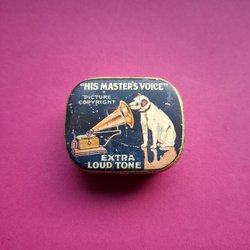 "HIS MASTER'S VOICE"
"PICTURE
COPYRIGHT"
EXTRA
LOUD TONE